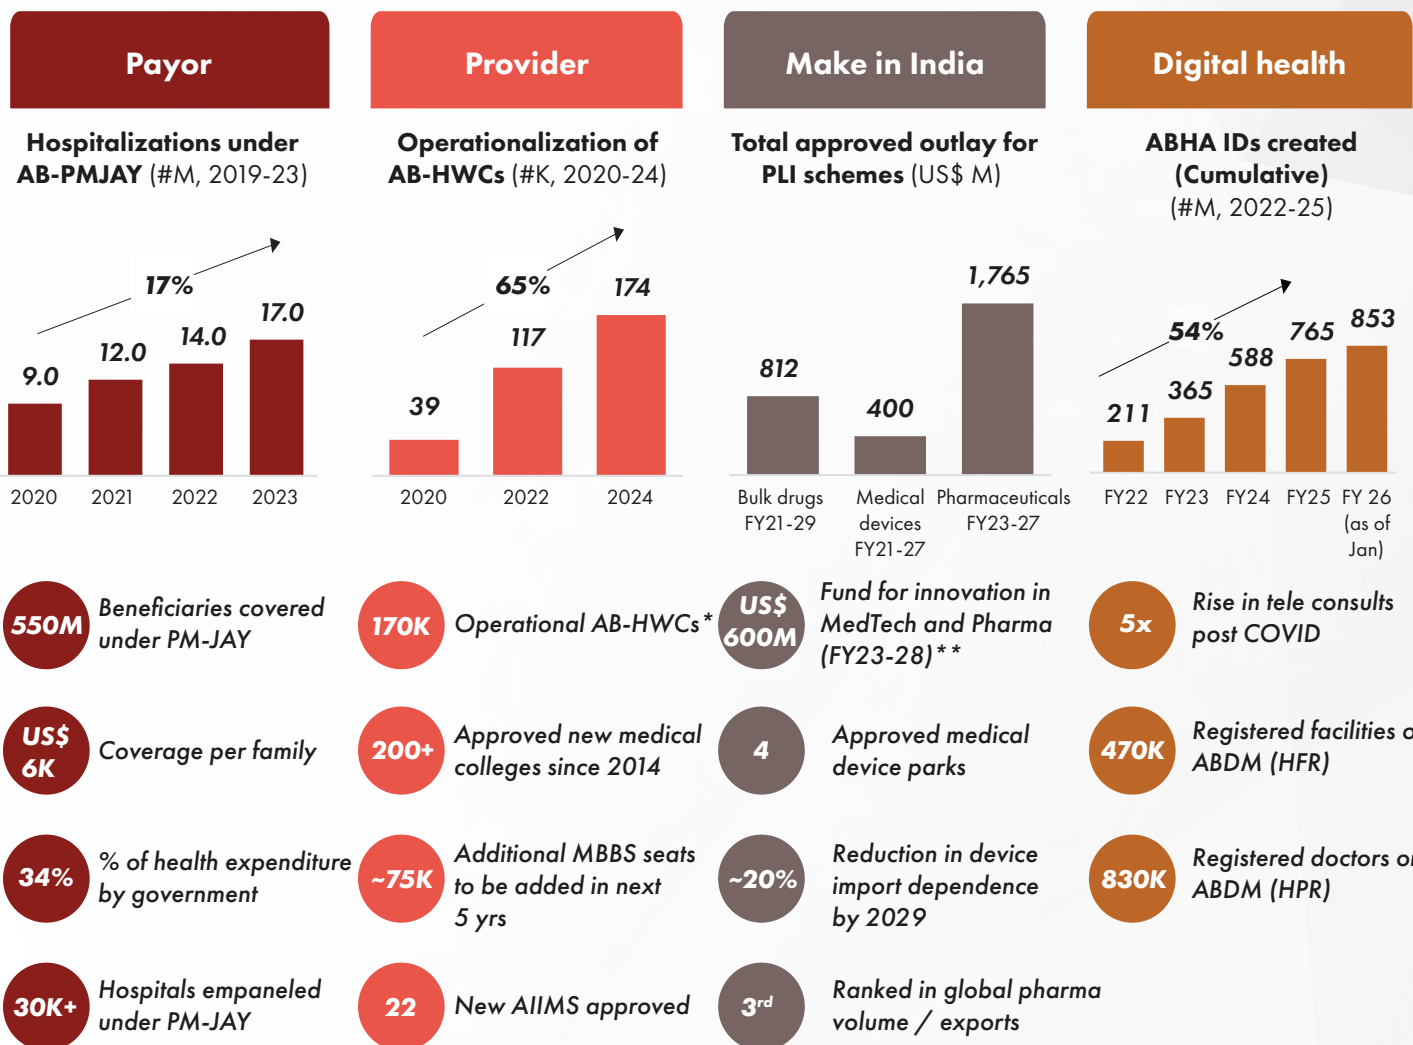 Payor
Hospitalizations under
AB-PMJAY (#M, 2019-23)
17%
9.0
12.0
14.0
17.0
2020
2021
2022
2023
550M
Beneficiaries covered
under PM-JAY
US$
6K
Coverage per family
34%
% of health expenditure
by government
30K+
Hospitals empaneled
under PM-JAY
Provider
Operationalization of
AB-HWCs (#K, 2020-24)
65%
39
117
174
2020
2022
2024
170K
Operational AB-HWCs*
200+
Approved new medical
colleges since 2014
~75K
Additional MBBS seats
to be added in next
5 yrs
22
New AIIMS approved
Make in India
Total approved outlay for
PLI schemes (US$ M)
812
400
1,765
Bulk drugs
FY21-29
Medical
devices
FY21-27
Pharmaceuticals
FY23-27
US$
600M
Fund for innovation in
MedTech and Pharma
(FY23-28)**
4
Approved medical
device parks
~20%
Reduction in device
import dependence
by 2029
3rd
Ranked in global pharma
volume / exports
Digital health
ABHA IDs created
(Cumulative)
(#M, 2022-25)
54%
211
365
588
765
853
FY22
FY23
FY24
FY25
FY 26
(as of
Jan)
5x
Rise in tele consults
post COVID
470K
Registered facilities
ABDM (HFR)
830K
Registered doctors
ABDM (HPR)